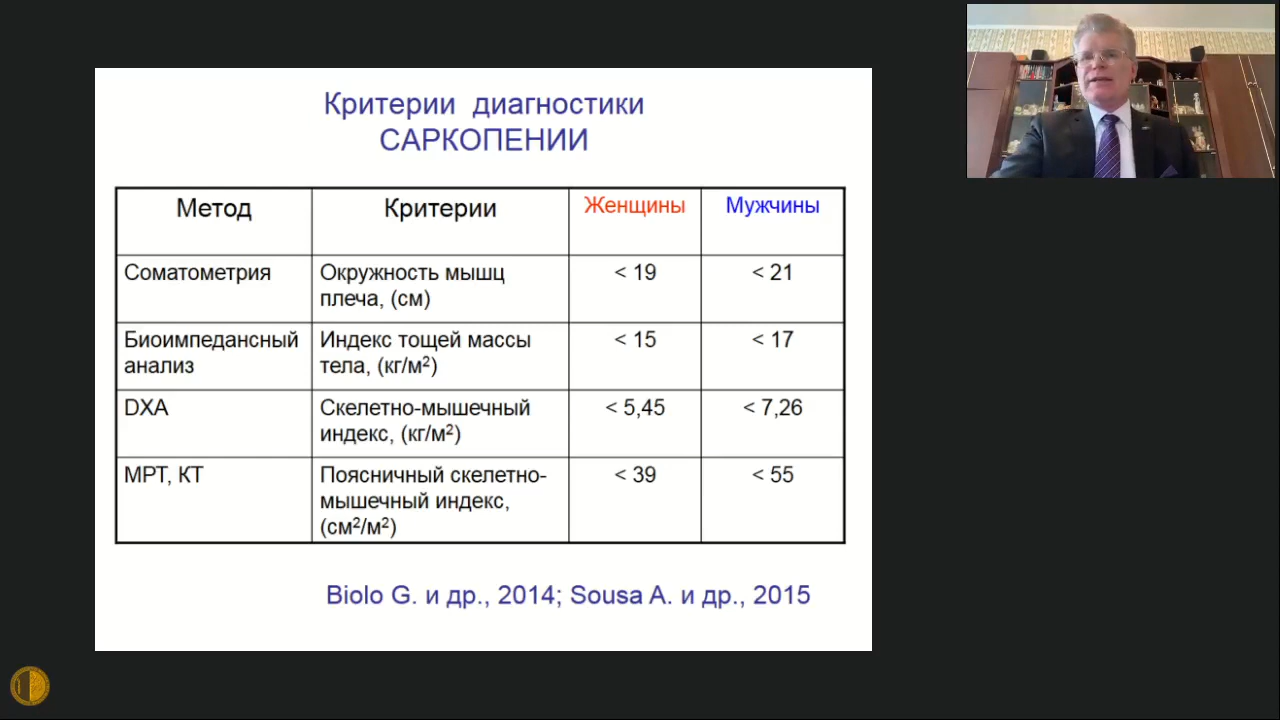 Критерии диагностики
САРКОПЕНИИ
Метод
Критерии
Женщины
Мужчины
Соматометрия
Окружность мышц
плеча, (см)
< 19
< 21
Биоимпедансный
анализ
Индекс тощей массы
тела, (кг/м²)
< 15
< 17
DXA
Скелетно-мышечный
индекс, (кг/м²)
< 5,45
< 7,26
МРТ, КТ
Поясничный скелетно-
мышечный индекс,
(см²/м²)
< 39
< 55
Biolo G. и др., 2014; Sousa A. и др., 2015